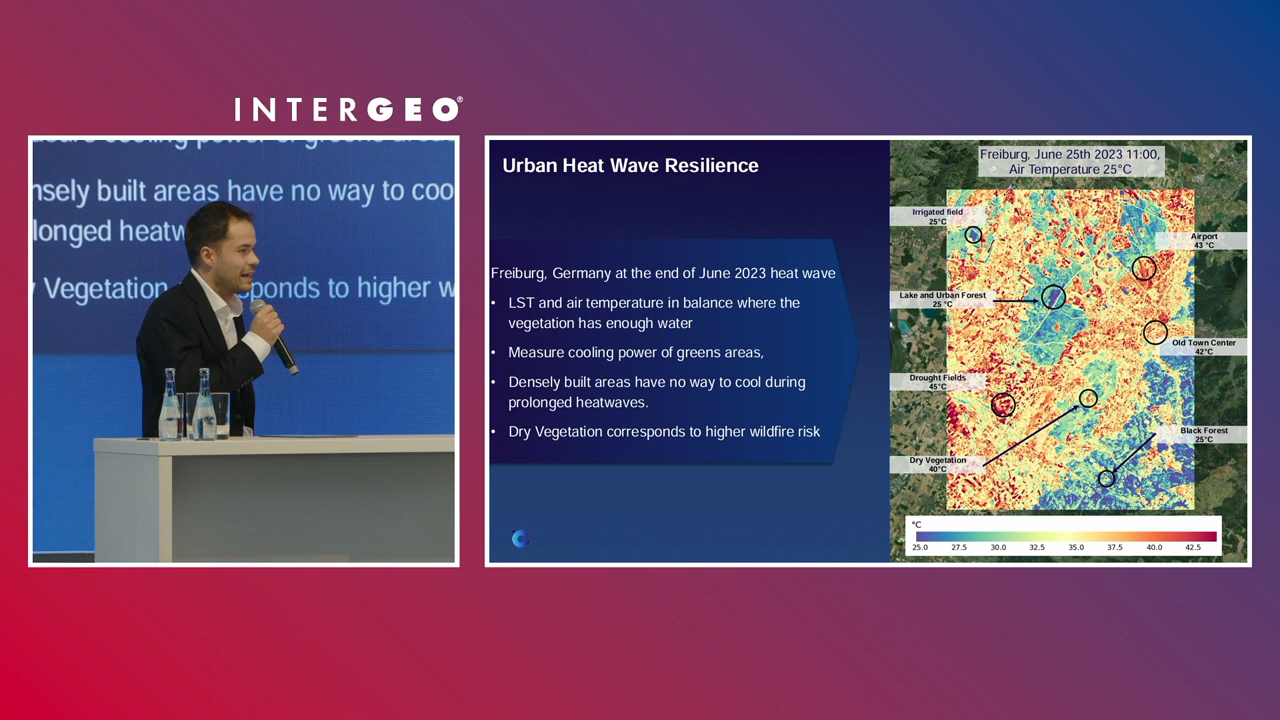 INTERGEO®
nsely built areas have no way to coo
longed heatw
Vegetation
sponds to higher w
Urban Heat Wave Resilience
Freiburg, Germany at the end of June 2023 heat wave
• LST and air temperature in balance where the
vegetation has enough water
• Measure cooling power of greens areas,
• Densely built areas have no way to cool during
prolonged heatwaves.
• Dry Vegetation corresponds to higher wildfire risk
Freiburg, June 25th 2023 11:00,
Air Temperature 25°C
Irrigated field
25°C
Airport
43 °C
Lake and Urban Forest
25 °C
Old Town Center
42°C
Drought Fields
45°C
Black Forest
25°C
Dry Vegetation
40°C
°C
25.0 27.5 30.0 32.5 35.0 37.5 40.0 42.5